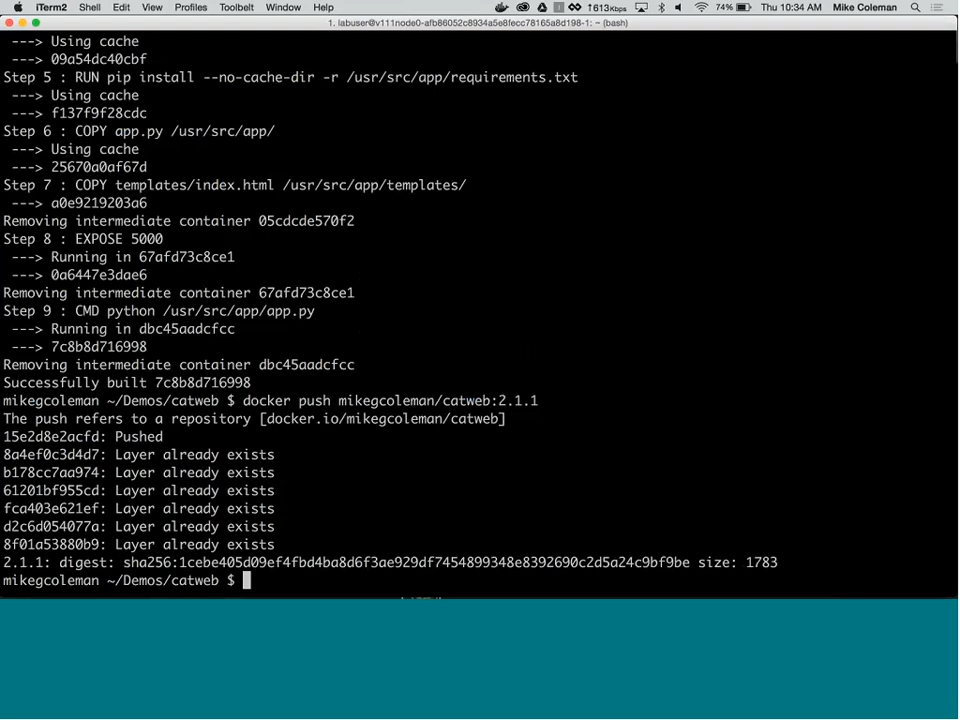 iTerm2 Shell Edit View Profiles Toolbelt Window Help ↑613Kbps 74% Thu 10:34 AM Mike Coleman
1. labuser@v111node0-afb86052c8934a5e8fecc78165a8d198-1: ~ (bash)
---> Using cache
---> 09a54dc40cbf
Step 5 : RUN pip install --no-cache-dir -r /usr/src/app/requirements.txt
---> Using cache
---> f137f9f28cdc
Step 6 : COPY app.py /usr/src/app/
---> Using cache
---> 25670a0af67d
Step 7 : COPY templates/index.html /usr/src/app/templates/
---> a0e9219203a6
Removing intermediate container 05cdcde570f2
Step 8 : EXPOSE 5000
---> Running in 67afd73c8ce1
---> 0a6447e3dae6
Removing intermediate container 67afd73c8ce1
Step 9 : CMD python /usr/src/app/app.py
---> Running in dbc45aadcfcc
---> 7c8b8d716998
Removing intermediate container dbc45aadcfcc
Successfully built 7c8b8d716998
mikegcoleman ~/Demos/catweb $ docker push mikegcoleman/catweb:2.1.1
The push refers to a repository [docker.io/mikegcoleman/catweb]
15e2d8e2acfd: Pushed
8a4ef0c3d4d7: Layer already exists
b178cc7aa974: Layer already exists
61201bf955cd: Layer already exists
fca403e621ef: Layer already exists
d2c6d054077a: Layer already exists
8f01a53880b9: Layer already exists
2.1.1: digest: sha256:1cebe405d09ef4fbd4ba8d6f3ae929df7454899348e8392690c2d5a24c9bf9be size: 1783
mikegcoleman ~/Demos/catweb $